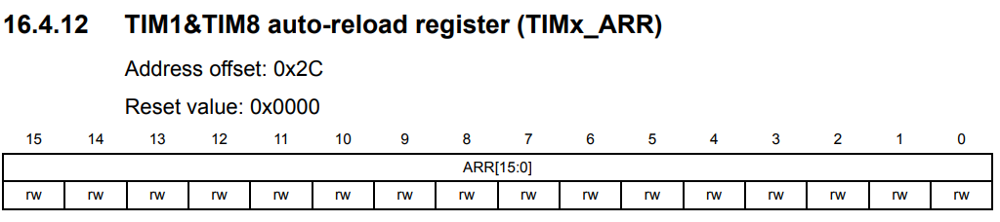 16.4.12 TIM1&TIM8 auto-reload register (TIMx_ARR)
Address offset: 0x2C
Reset value: 0x0000
15 14 13 12 11 10 9 8 7 6 5 4 3 2 1 0
ARR[15:0]
rw rw rw rw rw rw rw rw rw rw rw rw rw rw rw rw